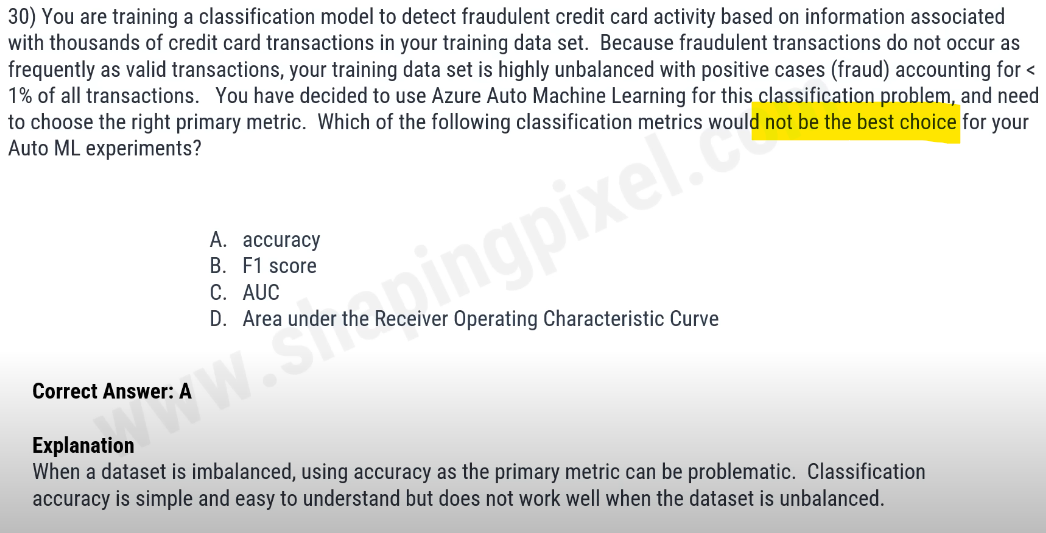 30) You are training a classification model to detect fraudulent credit card activity based on information associated
with thousands of credit card transactions in your training data set. Because fraudulent transactions do not occur as
frequently as valid transactions, your training data set is highly unbalanced with positive cases (fraud) accounting for <
1% of all transactions. You have decided to use Azure Auto Machine Learning for this classification problem, and need
to choose the right primary metric. Which of the following classification metrics would not be the best choice for your
Auto ML experiments?
A. accuracy
B. F1 score
C. AUC
D. Area under the Receiver Operating Characteristic Curve
www.shapingpixel.com
Correct Answer: A
Explanation
When a dataset is imbalanced, using accuracy as the primary metric can be problematic. Classification
accuracy is simple and easy to understand but does not work well when the dataset is unbalanced.